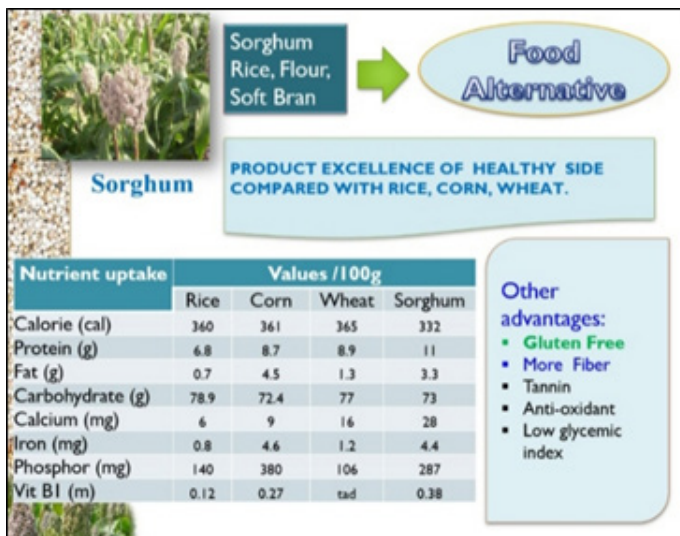 Sorghum
Rice, Flour,
Soft Bran
Food
Alternative
Sorghum
PRODUCT EXCELLENCE OF HEALTHY SIDE
COMPARED WITH RICE, CORN, WHEAT.
Nutrient uptake Values /100g
Rice Corn Wheat Sorghum
Calorie (cal) 360 361 365 332
Protein (g) 6.8 8.7 8.9 11
Fat (g) 0.7 4.5 1.3 3.3
Carbohydrate (g) 78.9 72.4 77 73
Calcium (mg) 6 9 16 28
Iron (mg) 0.8 4.6 1.2 4.4
Phosphor (mg) 140 380 106 287
Vit B1 (m) 0.12 0.27 tad 0.38
Other
advantages:
▪ Gluten Free
▪ More Fiber
▪ Tannin
▪ Anti-oxidant
▪ Low glycemic
index